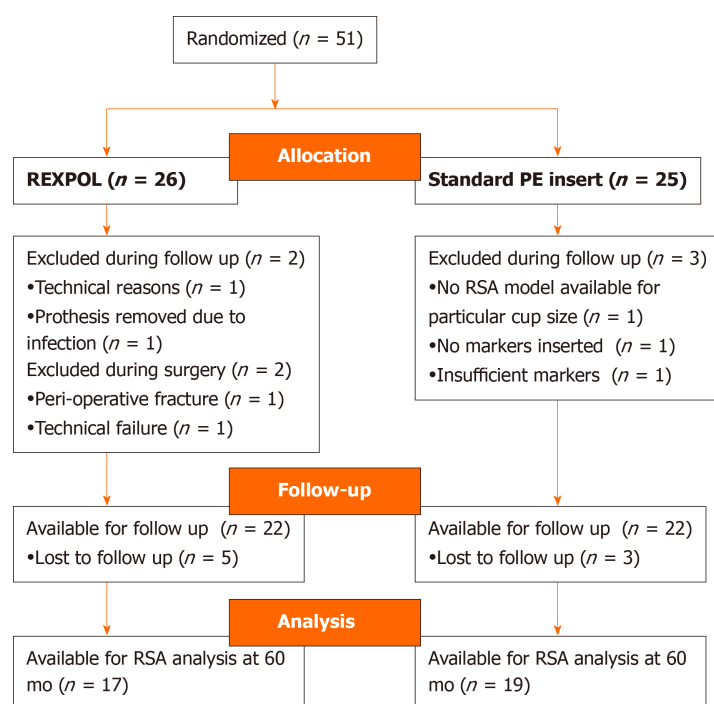 Randomized (n = 51)
Allocation
REXPOL (n = 26)
Standard PE insert (n = 25)
Excluded during follow up (n = 2)
•Technical reasons (n = 1)
•Prothesis removed due to
infection (n = 1)
Excluded during surgery (n = 2)
•Peri-operative fracture (n = 1)
•Technical failure (n = 1)
Excluded during follow up (n = 3)
•No RSA model available for
particular cup size (n = 1)
•No markers inserted (n = 1)
•Insufficient markers (n = 1)
Follow-up
Available for follow up (n = 22)
•Lost to follow up (n = 5)
Available for follow up (n = 22)
•Lost to follow up (n = 3)
Analysis
Available for RSA analysis at 60
mo (n = 17)
Available for RSA analysis at 60
mo (n = 19)